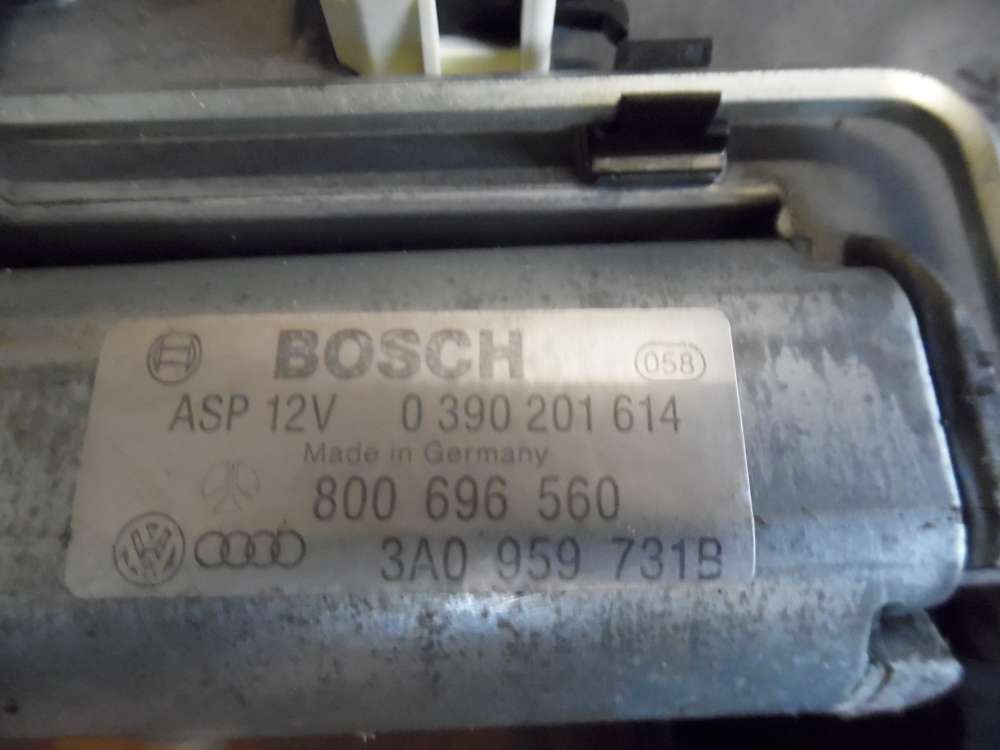 BOSCH 058
ASP 12V 0 390 201 614
Made in Germany
800 696 560
3A0 959 731B